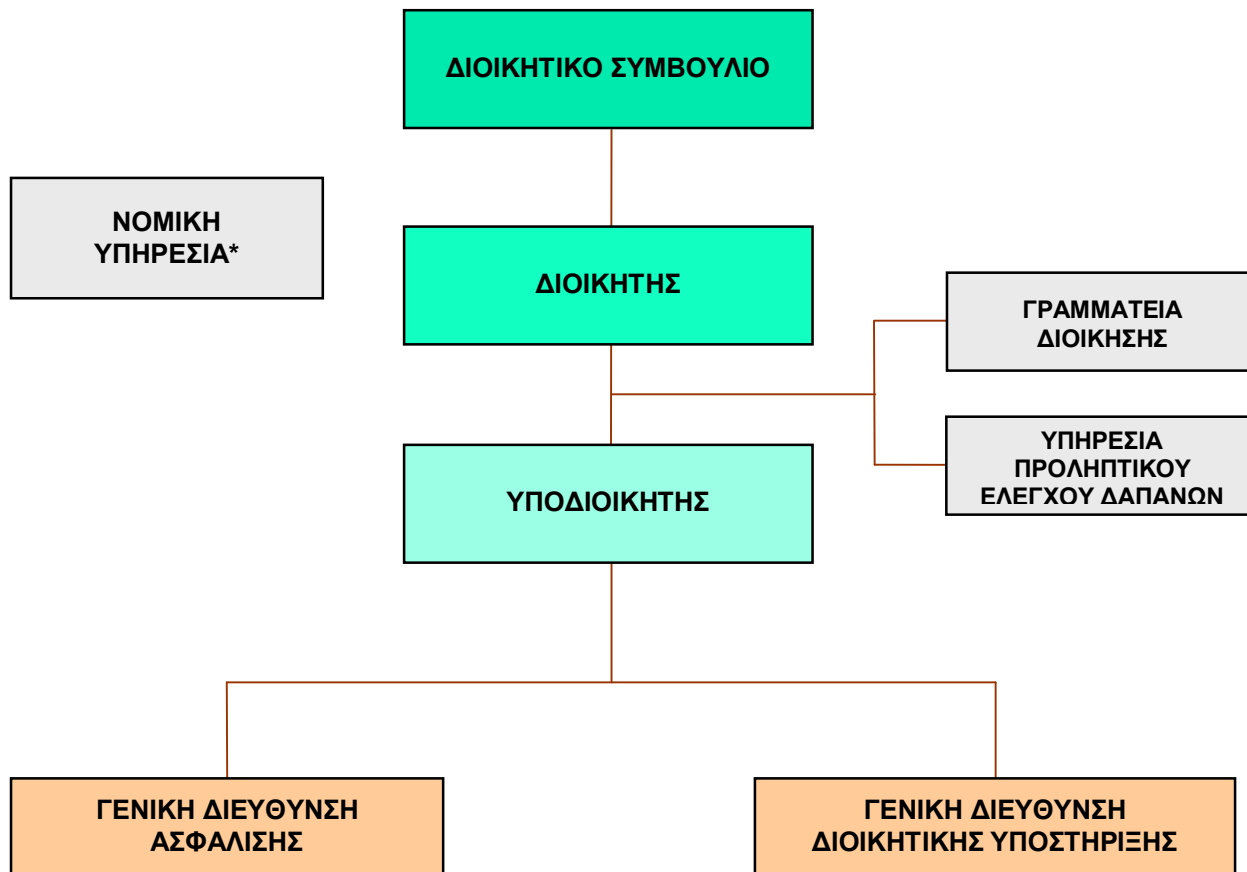 ΔΙΟΙΚΗΤΙΚΟ ΣΥΜΒΟΥΛΙΟ
ΝΟΜΙΚΗ
ΥΠΗΡΕΣΙΑ*
ΔΙΟΙΚΗΤΗΣ
ΓΡΑΜΜΑΤΕΙΑ
ΔΙΟΙΚΗΣΗΣ
ΥΠΗΡΕΣΙΑ
ΠΡΟΛΗΠΤΙΚΟΥ
ΕΛΕΓΧΟΥ ΔΑΠΑΝΩΝ
ΥΠΟΔΙΟΙΚΗΤΗΣ
ΓΕΝΙΚΗ ΔΙΕΥΘΥΝΣΗ
ΑΣΦΑΛΙΣΗΣ
ΓΕΝΙΚΗ ΔΙΕΥΘΥΝΣΗ
ΔΙΟΙΚΗΤΙΚΗΣ ΥΠΟΣΤΗΡΙΞΗΣ